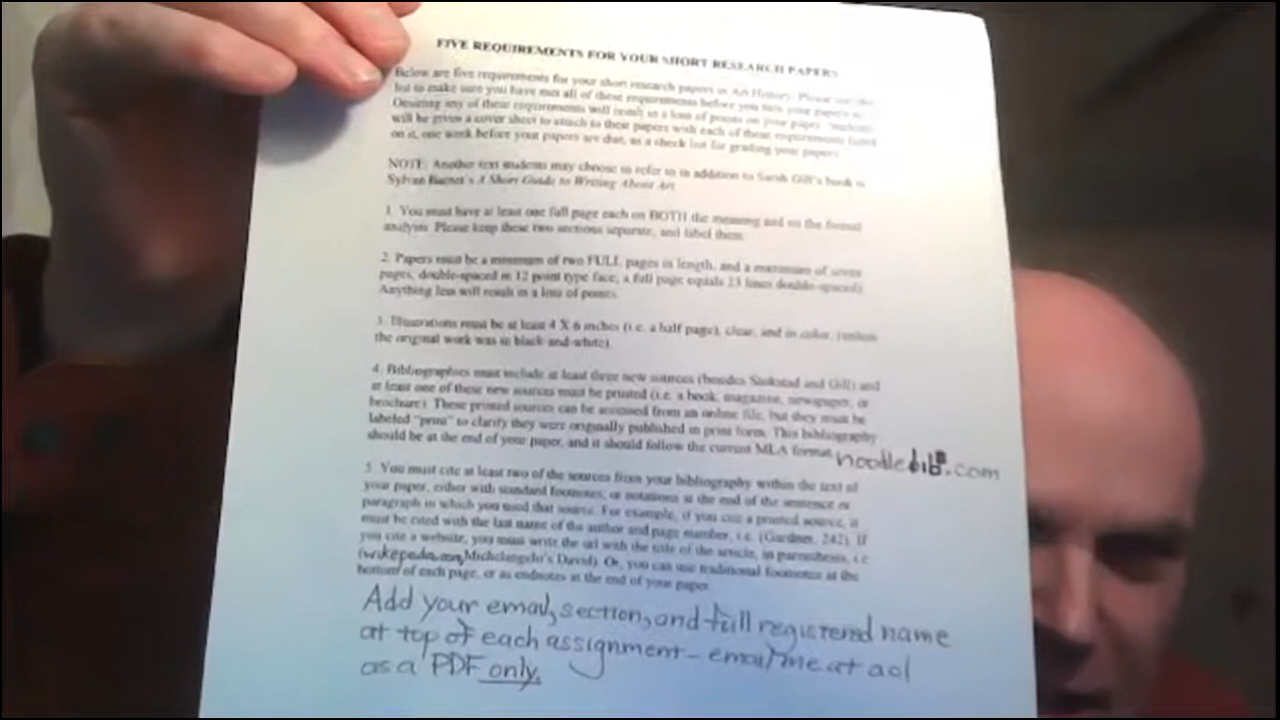 FIVE REQUIREMENTS FOR YOUR SHORT RESEARCH PAPERS
Below are five requirements for your short research papers in Art History. Please use this
list to make sure you have met all of these requirements before you turn your papers in.
Omitting any of these requirements will result in a loss of points on your paper. Students
will be given a cover sheet to attach to these papers with each of these requirements listed
on it, one week before your papers are due, as a check list for grading your papers.
NOTE: Another text students may choose to refer to in addition to Sarah Gill's book is
Sylvan Barnet's A Short Guide to Writing About Art
1. You must have at least one full page each on BOTH the meaning and on the formal
analysis. Please keep these two sections separate, and label them.
2. Papers must be a minimum of two FULL pages in length, and a maximum of seven
pages, double-spaced in 12 point type face, a full page equals 23 lines double-spaced).
Anything less will result in a loss of points.
3. Illustrations must be at least 4 X 6 inches (i.e. a half page), clear, and in color, (unless
the original work was in black-and-white).
4. Bibliographies must include at least three new sources (besides Stokstad and Gill) and
at least one of these new sources must be printed (i.e. a book, magazine, newspaper, or
brochure). These printed sources can be accessed from an online file, but they must be
labeled "print" to clarify they were originally published in print form. This bibliography
should be at the end of your paper, and it should follow the current MLA format.
noodlebib.com
5. You must cite at least two of the sources from your bibliography within the text of
your paper, either with standard footnotes, or notations at the end of the sentence or
paragraph in which you used that source. For example, if you cite a printed source, it
must be cited with the last name of the author and page number, i.e. (Gardner, 242). If
you cite a website, you must write the url with the title of the article, in parenthesis, i.e.
(wikepedia.com, Michelangelo's David). Or, you can use traditional footnotes at the
bottom of each page, or as endnotes at the end of your paper.
Add your email, section, and full registered name
at top of each assignment – email me at aol
as a PDF only.